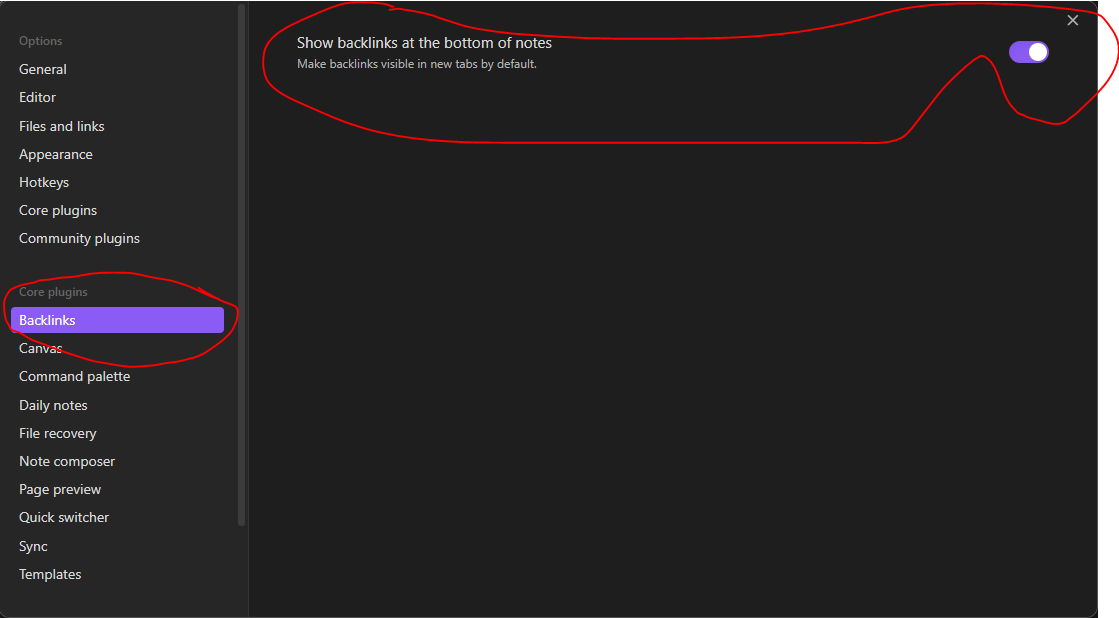 Options
General
Editor
Files and links
Appearance
Hotkeys
Core plugins
Community plugins
Core plugins
Backlinks
Canvas
Command palette
Daily notes
File recovery
Note composer
Page preview
Quick switcher
Sync
Templates
Show backlinks at the bottom of notes
Make backlinks visible in new tabs by default.